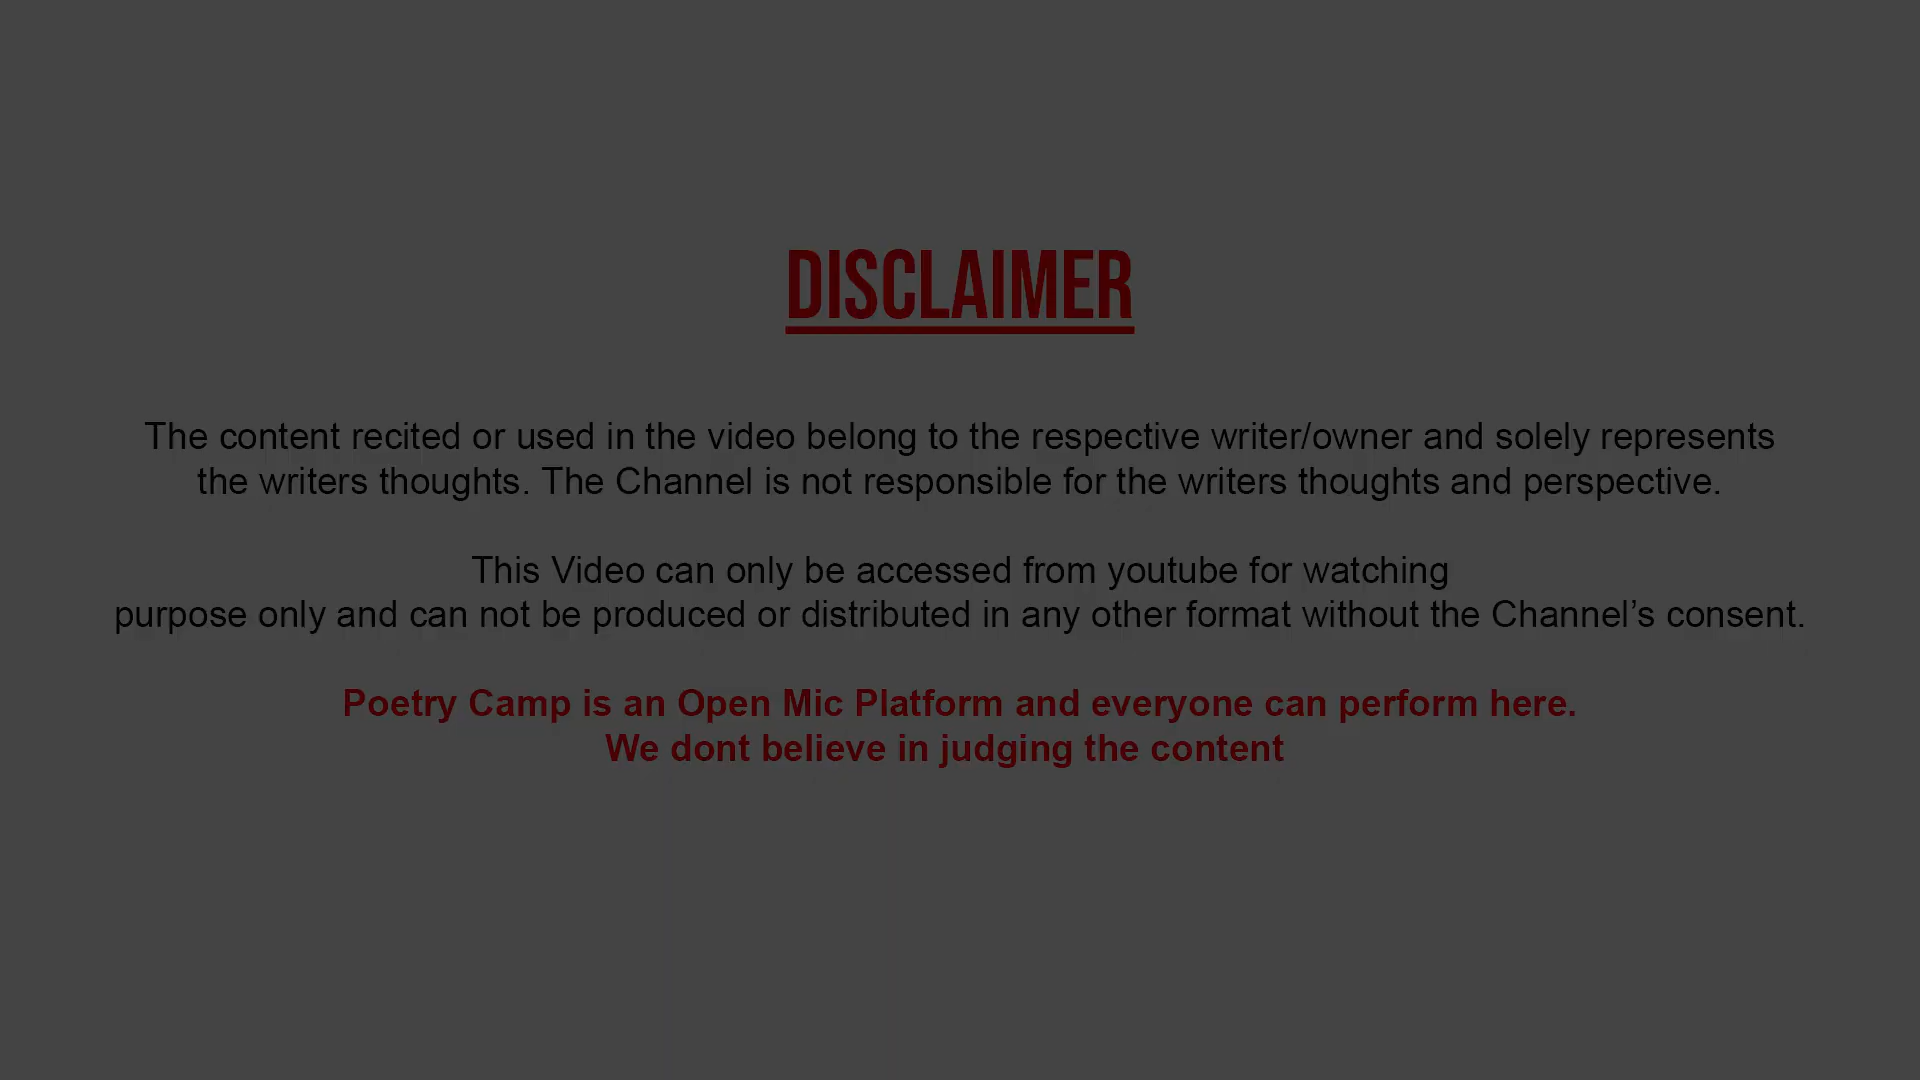 DISCLAIMER
The content recited or used in the video belong to the respective writer/owner and solely represents
the writers thoughts. The Channel is not responsible for the writers thoughts and perspective.
This Video can only be accessed from youtube for watching
purpose only and can not be produced or distributed in any other format without the Channel’s consent.
Poetry Camp is an Open Mic Platform and everyone can perform here.
We dont believe in judging the content